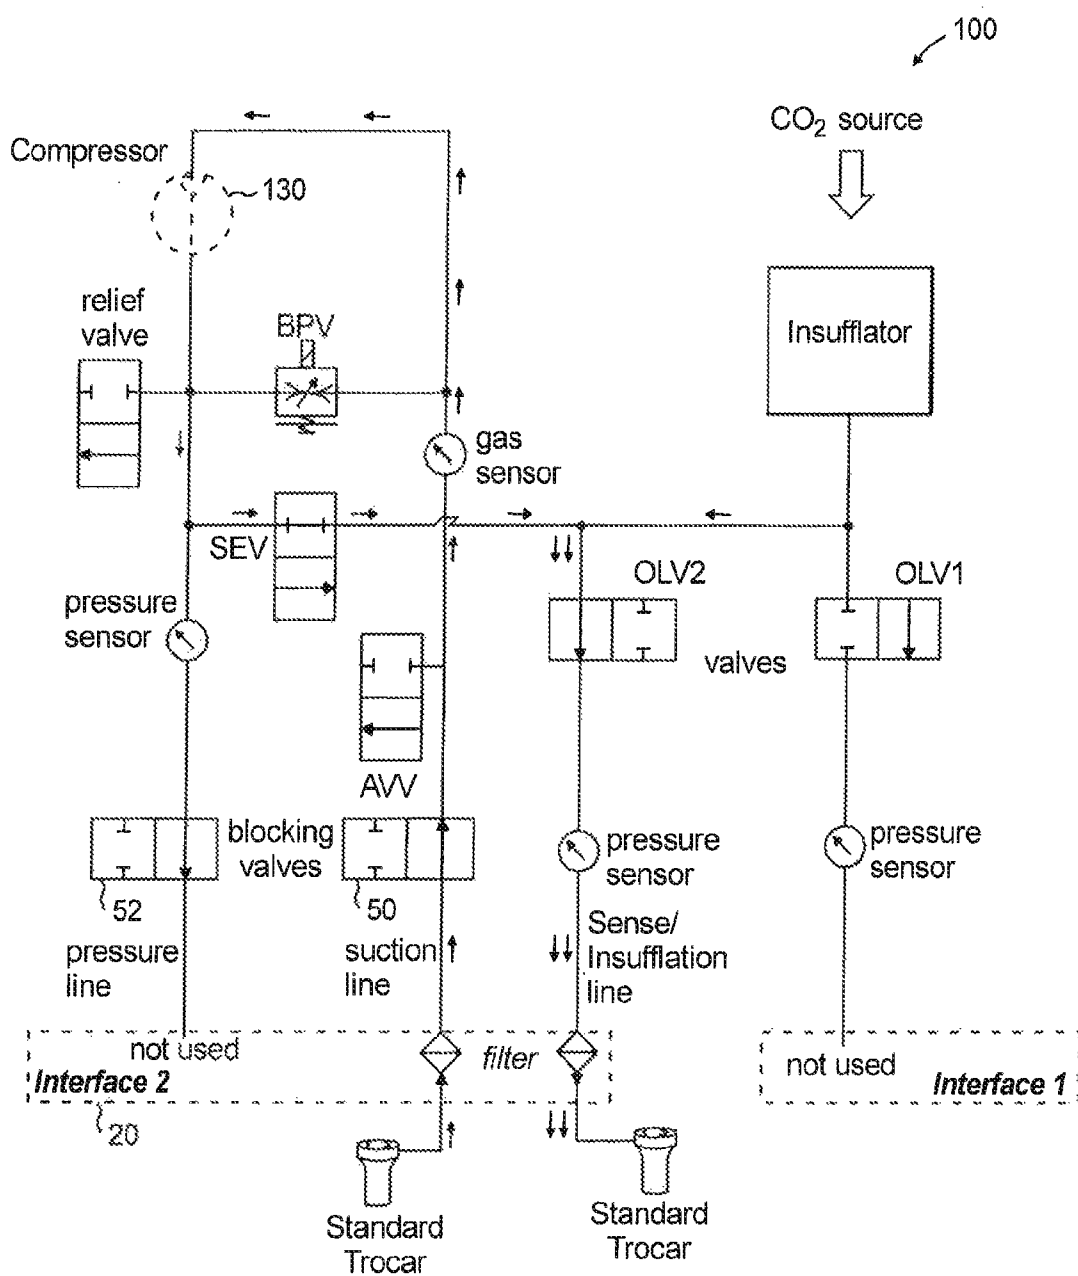 100
CO2 source
Compressor
130
relief
valve
BPV
Insufflator
gas
sensor
SEV
OLV2
OLV1
pressure
sensor
valves
AVV
blocking
valves
pressure
sensor
pressure
sensor
52
50
pressure
line
suction
line
Sense/
Insufflation
line
not used
filter
Interface 2
not used
Interface 1
20
Standard
Trocar
Standard
Trocar